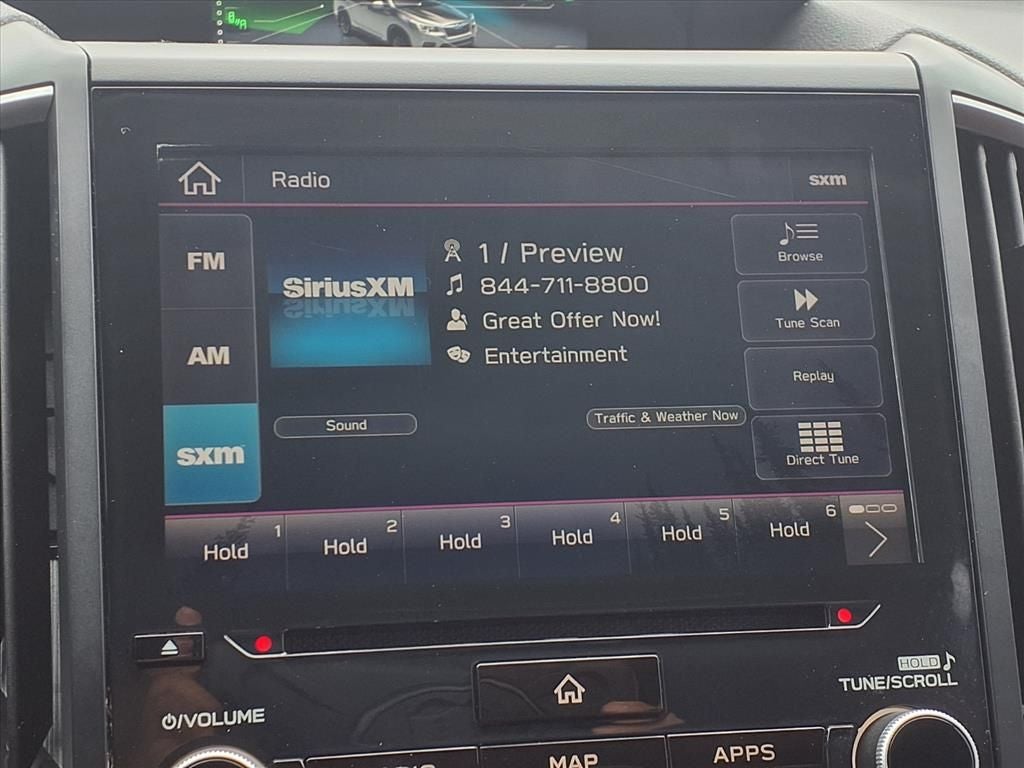 Radio
sxm
FM
AM
sxm
SiriusXM
1 / Preview
844-711-8800
Great Offer Now!
Entertainment
Browse
Tune Scan
Replay
Direct Tune
Sound
Traffic & Weather Now
1
Hold
2
Hold
3
Hold
4
Hold
5
Hold
6
Hold
/VOLUME
HOLD
TUNE/SCROLL
MAP
APPS